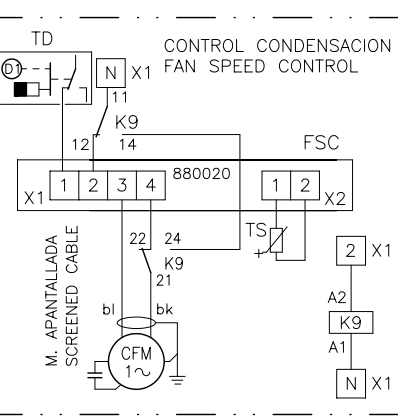 TD
CONTROL CONDENSACION
FAN SPEED CONTROL
D1
N X1
11
K9
12 14
FSC
880020
X1 1 2 3 4
1 2 X2
TS
+
22 24
K9
21
M. APANTALLADA
SCREENED CABLE
bl bk
CFM
1~
2 X1
A2
K9
A1
N X1